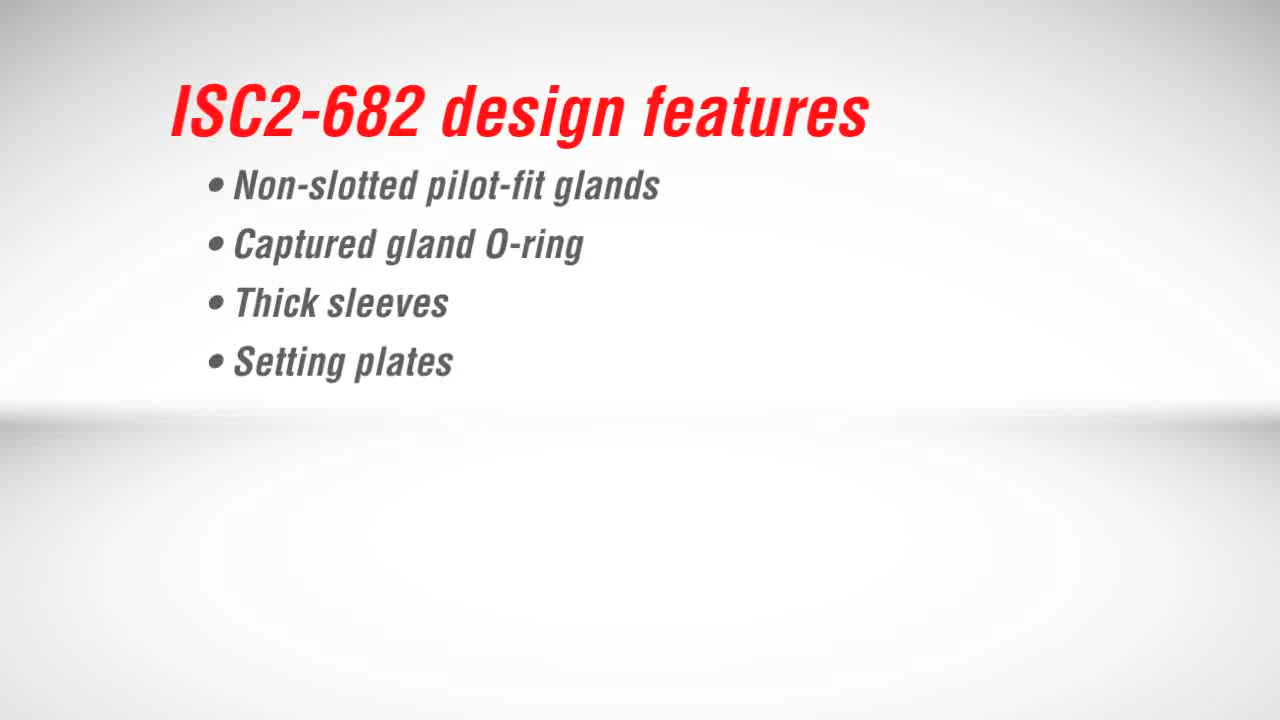 ISC2-682 design features
• Non-slotted pilot-fit glands
• Captured gland O-ring
• Thick sleeves
• Setting plates